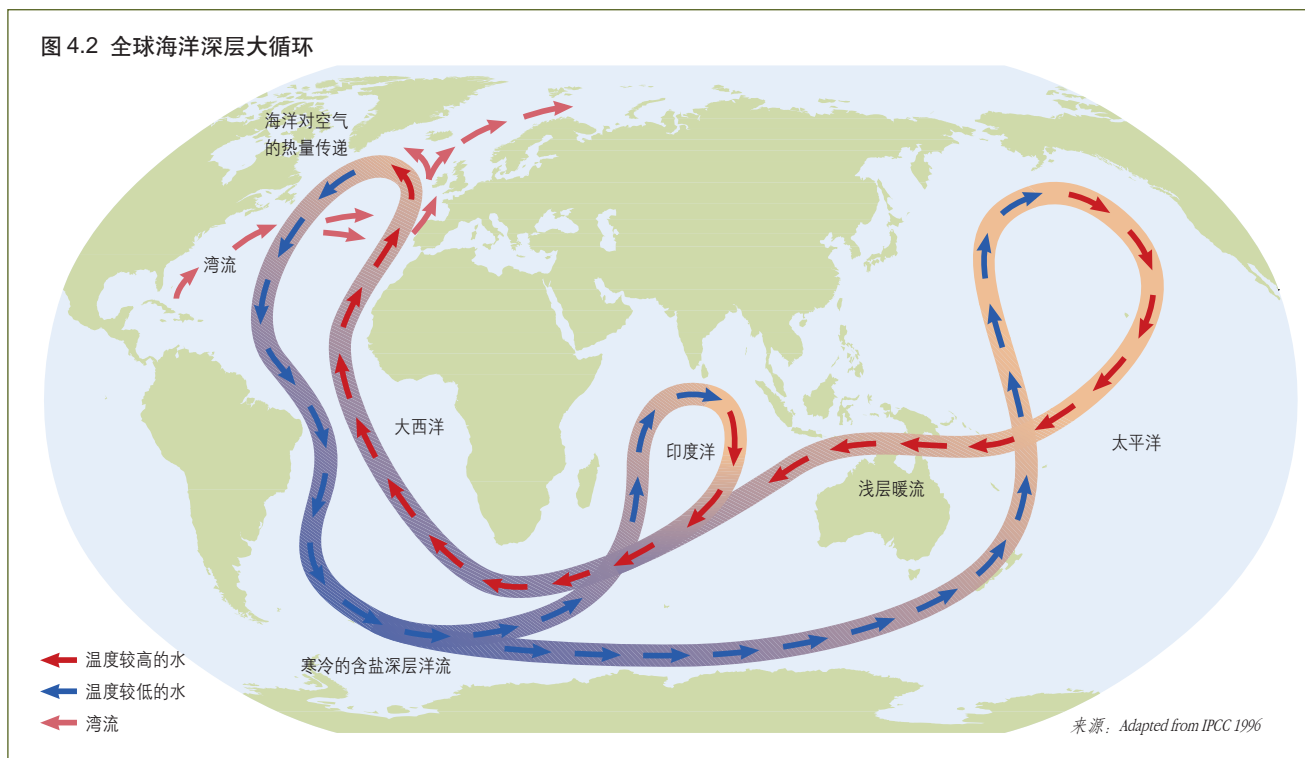 图 4.2 全球海洋深层大循环
海洋对空气
的热量传递
湾流
大西洋
印度洋
太平洋
浅层暖流
寒冷的含盐深层洋流
温度较高的水
温度较低的水
湾流
来源：Adapted from IPCC 1996